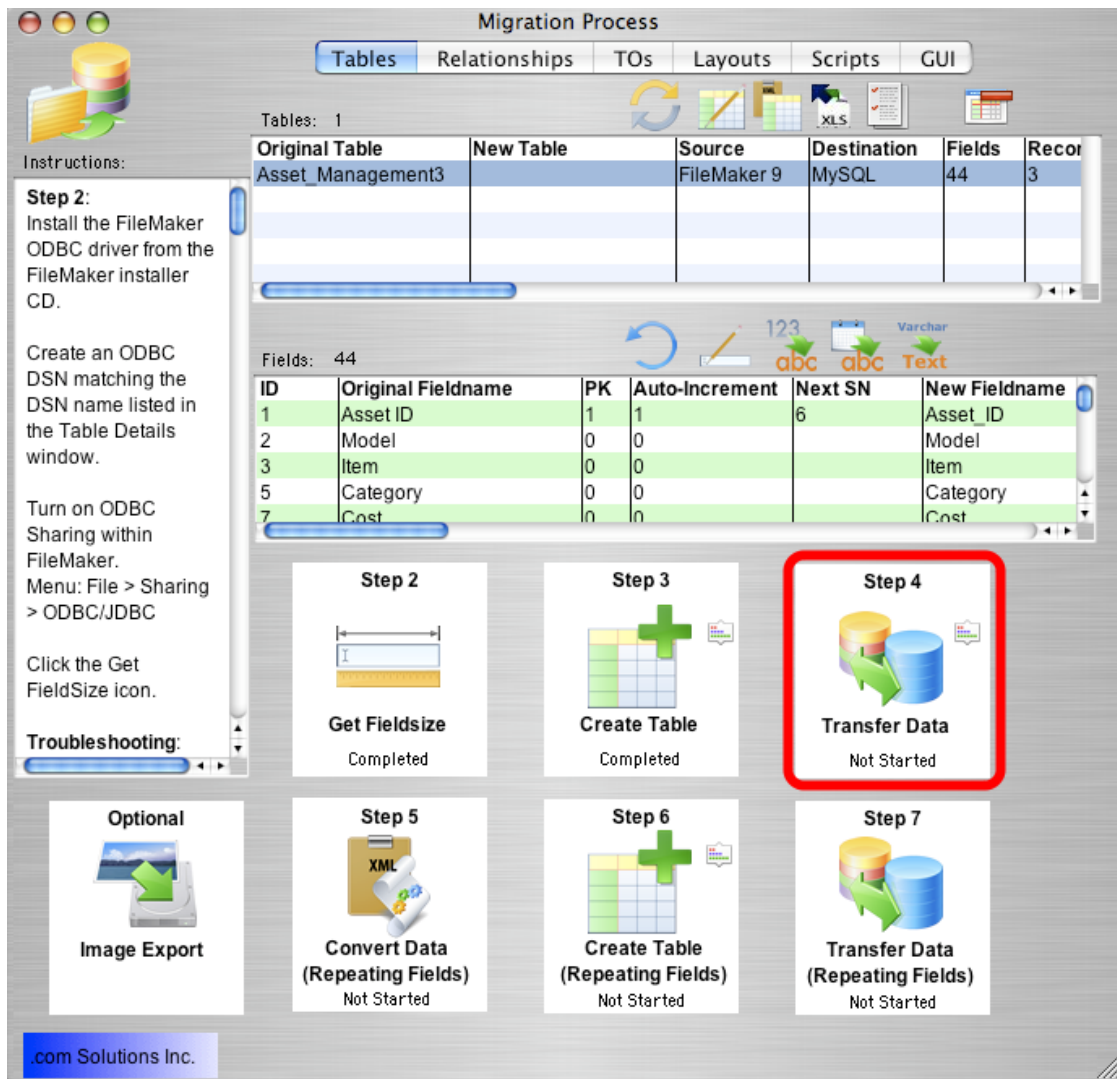 Migration Process
Tables Relationships TOs Layouts Scripts GUI
XLS
Tables: 1
Original Table New Table Source Destination Fields Recor
Asset_Management3 FileMaker 9 MySQL 44 3
Instructions:
Step 2:
Install the FileMaker
ODBC driver from the
FileMaker installer
CD.
Create an ODBC
DSN matching the
DSN name listed in
the Table Details
window.
Turn on ODBC
Sharing within
FileMaker.
Menu: File > Sharing
> ODBC/JDBC
Click the Get
FieldSize icon.
Troubleshooting:
123
abc
abc
Varchar
Text
Fields: 44
ID Original Fieldname PK Auto-Increment Next SN New Fieldname
1 Asset ID 1 1 6 Asset_ID
2 Model 0 0 Model
3 Item 0 0 Item
5 Category 0 0 Category
7 Cost 0 0 Cost
Step 2
Get Fieldsize
Completed
Step 3
Create Table
Completed
Step 4
Transfer Data
Not Started
Optional
Image Export
Step 5
XML
Convert Data
(Repeating Fields)
Not Started
Step 6
Create Table
(Repeating Fields)
Not Started
Step 7
Transfer Data
(Repeating Fields)
Not Started
.com Solutions Inc.